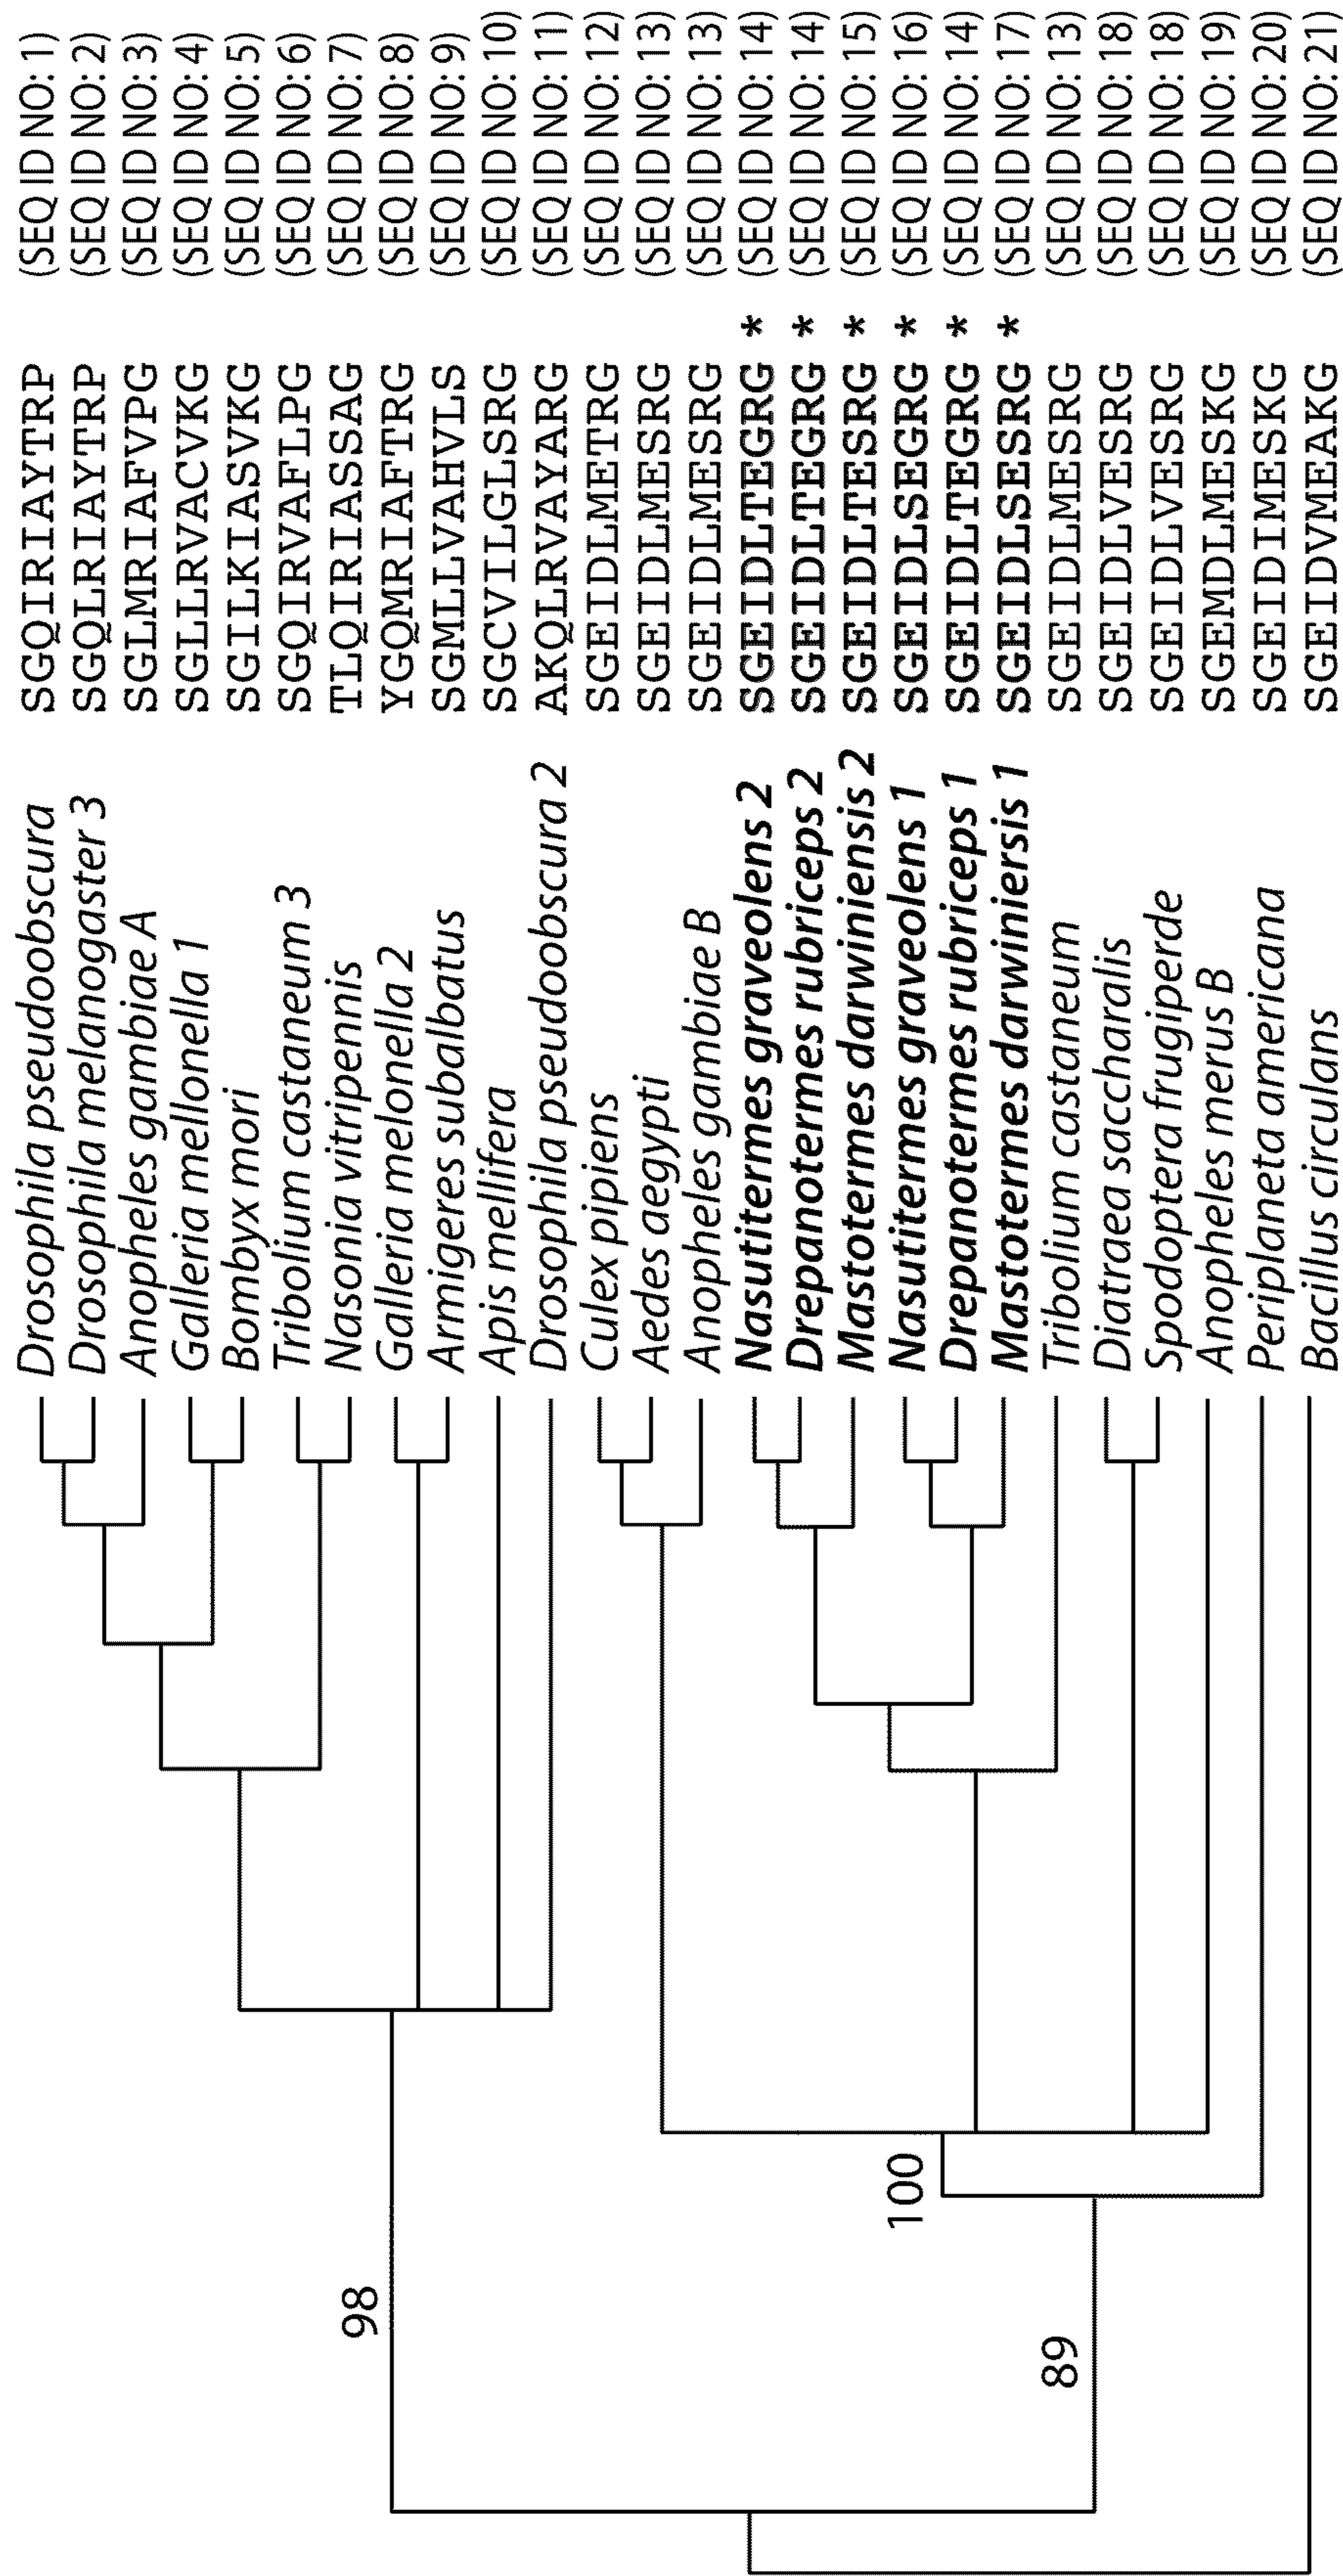 Drosophila pseudoobscura SGQIRIAYTRP (SEQ ID NO: 1)
Drosophila melanogaster 3 SGQLRIAYTRP (SEQ ID NO: 2)
Anopheles gambiae A SGLMRIAFVPG (SEQ ID NO: 3)
Galleria mellonella 1 SGLLRVACVKG (SEQ ID NO: 4)
Bombyx mori SGILKIASVKG (SEQ ID NO: 5)
Tribolium castaneum 3 SGQIRVAFLPG (SEQ ID NO: 6)
Nasonia vitripennis TLQIRIASSAG (SEQ ID NO: 7)
Galleria melonella 2 YGQMRIAFTRG (SEQ ID NO: 8)
Armigeres subalbatus SGMLLVAHVLS (SEQ ID NO: 9)
Apis mellifera SGCVILGLSRG (SEQ ID NO: 10)
Drosophila pseudoobscura 2 AKQLRVAYARG (SEQ ID NO: 11)
Culex pipiens SGEIDLMETRG (SEQ ID NO: 12)
Aedes aegypti SGEIDLMESRG (SEQ ID NO: 13)
Anopheles gambiae B SGEIDLMESRG (SEQ ID NO: 13)
Nasutitermes graveolens 2 SGEIDLTEGRG * (SEQ ID NO: 14)
Drepanotermes rubriceps 2 SGEIDLTEGRG * (SEQ ID NO: 14)
Mastotermes darwiniensis 2 SGEIDLTESRG * (SEQ ID NO: 15)
Nasutitermes graveolens 1 SGEIDLSEGRG * (SEQ ID NO: 16)
Drepanotermes rubriceps 1 SGEIDLTEGRG * (SEQ ID NO: 14)
Mastotermes darwiniersis 1 SGEIDLSESRG * (SEQ ID NO: 17)
Tribolium castaneum SGEIDLMESRG (SEQ ID NO: 13)
Diatraea saccharalis SGEIDLVESRG (SEQ ID NO: 18)
Spodoptera frugiperde SGEIDLVESRG (SEQ ID NO: 18)
Anopheles merus B SGEMDLMESKG (SEQ ID NO: 19)
Periplaneta americana SGEIDIMESKG (SEQ ID NO: 20)
Bacillus circulans SGEIDVMEAKG (SEQ ID NO: 21)
98
100
89